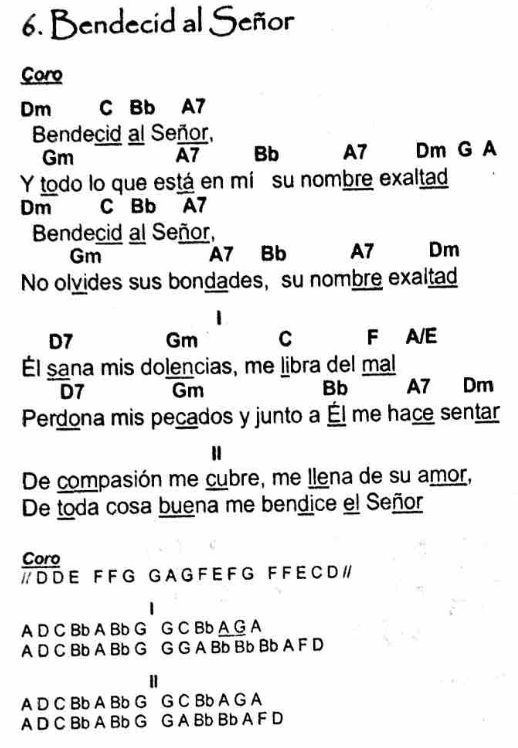 6. Bendecid al Señor
Coro
Dm C Bb A7
Bendecid al Señor,
Gm A7 Bb A7 Dm G A
Y todo lo que está en mí su nombre exaltad
Dm C Bb A7
Bendecid al Señor,
Gm A7 Bb A7 Dm
No olvides sus bondades, su nombre exaltad
I
D7 Gm C F A/E
Él sana mis dolencias, me libra del mal
D7 Gm Bb A7 Dm
Perdona mis pecados y junto a Él me hace sentar
II
De compasión me cubre, me llena de su amor,
De toda cosa buena me bendice el Señor
Coro
// D D E F F G G A G F E F G F F E C D //
I
A D C Bb A Bb G G C Bb A G A
A D C Bb A Bb G G G A Bb Bb Bb A F D
II
A D C Bb A Bb G G C Bb A G A
A D C Bb A Bb G G A Bb Bb A F D